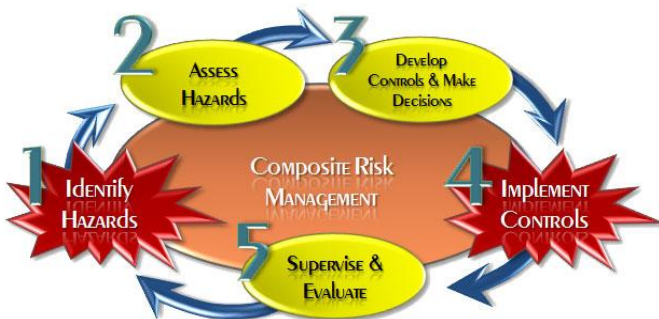 1
Identify
Hazards
2
Assess
Hazards
3
Develop
Controls & Make
Decisions
4
Implement
Controls
5
Supervise &
Evaluate
Composite Risk
Management